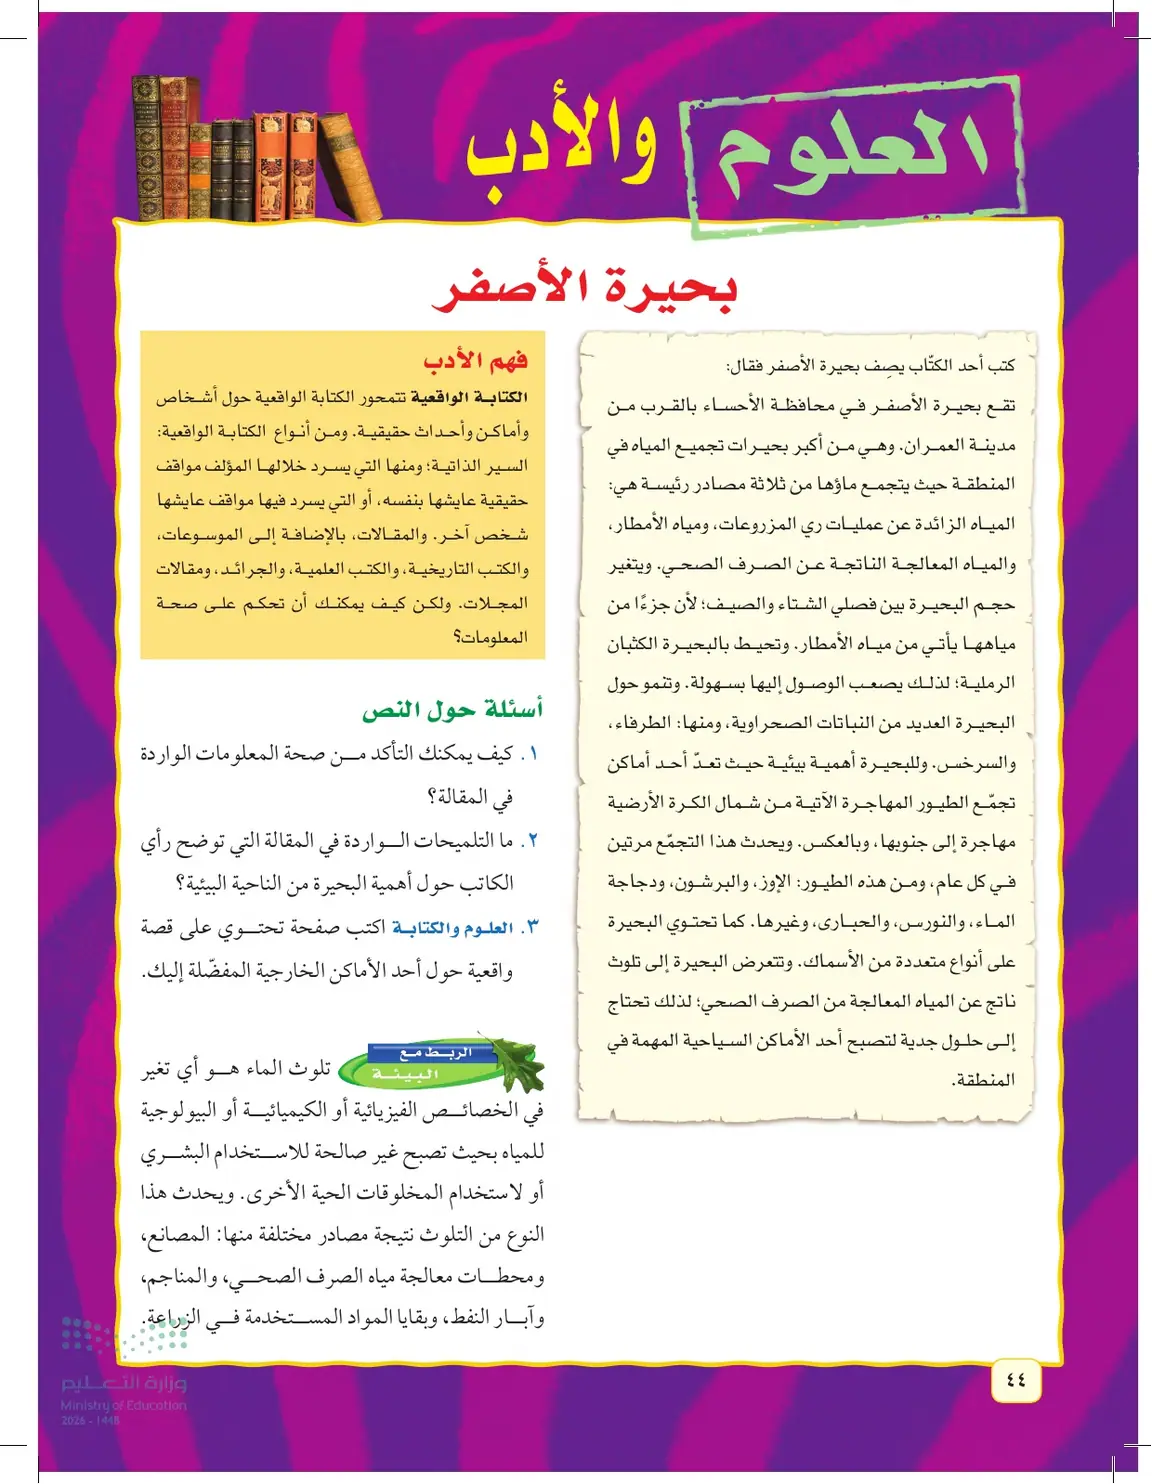 العلوم والأدب
بحيرة الأصفر
كتب أحد الكتّاب يصِف بحيرة الأصفر فقال:
تقع بحيرة الأصفر في محافظة الأحساء بالقرب من
مدينة العمران. وهي من أكبر بحيرات تجميع المياه في
المنطقة حيث يتجمع ماؤها من ثلاثة مصادر رئيسة هي:
المياه الزائدة عن عمليات ري المزروعات، ومياه الأمطار،
والمياه المعالجة الناتجة عن الصرف الصحي. ويتغير
حجم البحيرة بين فصلي الشتاء والصيف؛ لأن جزءًا من
مياهها يأتي من مياه الأمطار. وتحيط بالبحيرة الكثبان
الرملية؛ لذلك يصعب الوصول إليها بسهولة. وتنمو حول
البحيرة العديد من النباتات الصحراوية، ومنها: الطرفاء،
والسرخس. وللبحيرة أهمية بيئية حيث تعدّ أحد أماكن
تجمّع الطيور المهاجرة الآتية من شمال الكرة الأرضية
مهاجرة إلى جنوبها، وبالعكس. ويحدث هذا التجمّع مرتين
في كل عام، ومن هذه الطيور: الإوز، والبرشون، ودجاجة
الماء، والنورس، والحبارى، وغيرها. كما تحتوي البحيرة
على أنواع متعددة من الأسماك. وتتعرض البحيرة إلى تلوث
ناتج عن المياه المعالجة من الصرف الصحي؛ لذلك تحتاج
إلى حلول جدية لتصبح أحد الأماكن السياحية المهمة في
المنطقة.
فهم الأدب
الكتابة الواقعية تتمحور الكتابة الواقعية حول أشخاص
وأماكن وأحداث حقيقية. ومن أنواع الكتابة الواقعية:
السير الذاتية؛ ومنها التي يسرد خلالها المؤلف مواقف
حقيقية عايشها بنفسه، أو التي يسرد فيها مواقف عايشها
شخص آخر. والمقالات، بالإضافة إلى الموسوعات،
والكتب التاريخية، والكتب العلمية، والجرائد، ومقالات
المجلات. ولكن كيف يمكنك أن تحكم على صحة
المعلومات؟
أسئلة حول النص
١. كيف يمكنك التأكد من صحة المعلومات الواردة
في المقالة؟
٢. ما التلميحات الواردة في المقالة التي توضح رأي
الكاتب حول أهمية البحيرة من الناحية البيئية؟
٣. العلوم والكتابة اكتب صفحة تحتوي على قصة
واقعية حول أحد الأماكن الخارجية المفضّلة إليك.
الربط مع
البيئة
تلوث الماء هو أي تغير
في الخصائص الفيزيائية أو الكيميائية أو البيولوجية
للمياه بحيث تصبح غير صالحة للاستخدام البشري
أو لاستخدام المخلوقات الحية الأخرى. ويحدث هذا
النوع من التلوث نتيجة مصادر مختلفة منها: المصانع،
ومحطات معالجة مياه الصرف الصحي، والمناجم،
وآبار النفط، وبقايا المواد المستخدمة في الزراعة.
٤٤
وزارة التعليم
Ministry of Education
2026 - 1448